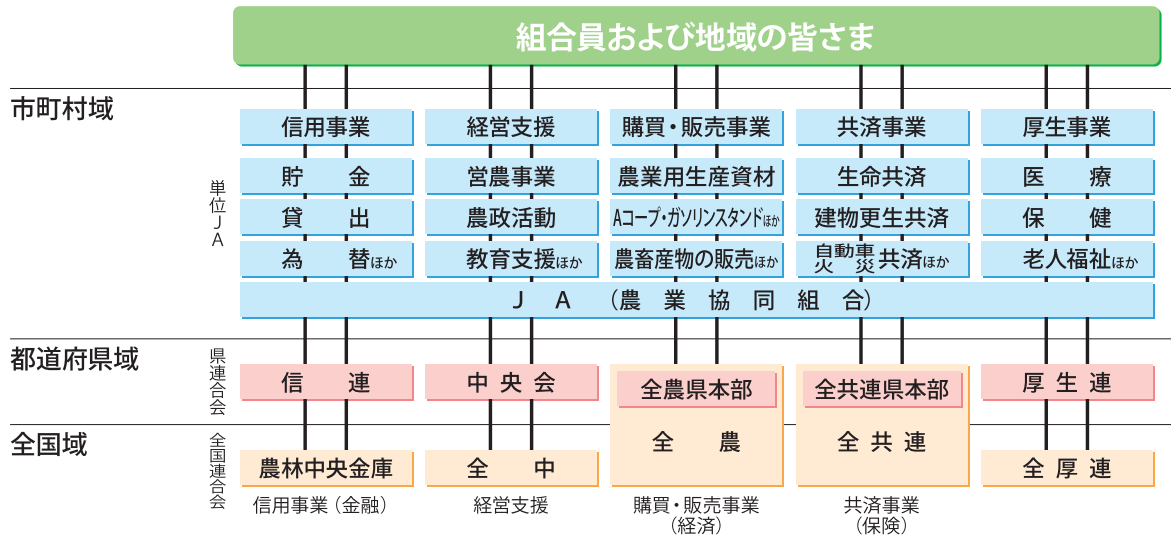 組合員および地域の皆さま
市町村域
単位JA
信用事業 経営支援 購買・販売事業 共済事業 厚生事業
貯金 営農事業 農業用生産資材 生命共済 医療
貸出 農政活動 Aコープ・ガソリンスタンドほか 建物更生共済 保健
為替ほか 教育支援ほか 農畜産物の販売ほか 自動車火災共済ほか 老人福祉ほか
JA(農業協同組合)
都道府県域
県連合会
信連 中央会 全農県本部 全共連県本部 厚生連
全国域
全国連合会
全農 全共連
農林中央金庫 全中 全厚連
信用事業(金融) 経営支援 購買・販売事業 共済事業
(経済) (保険)